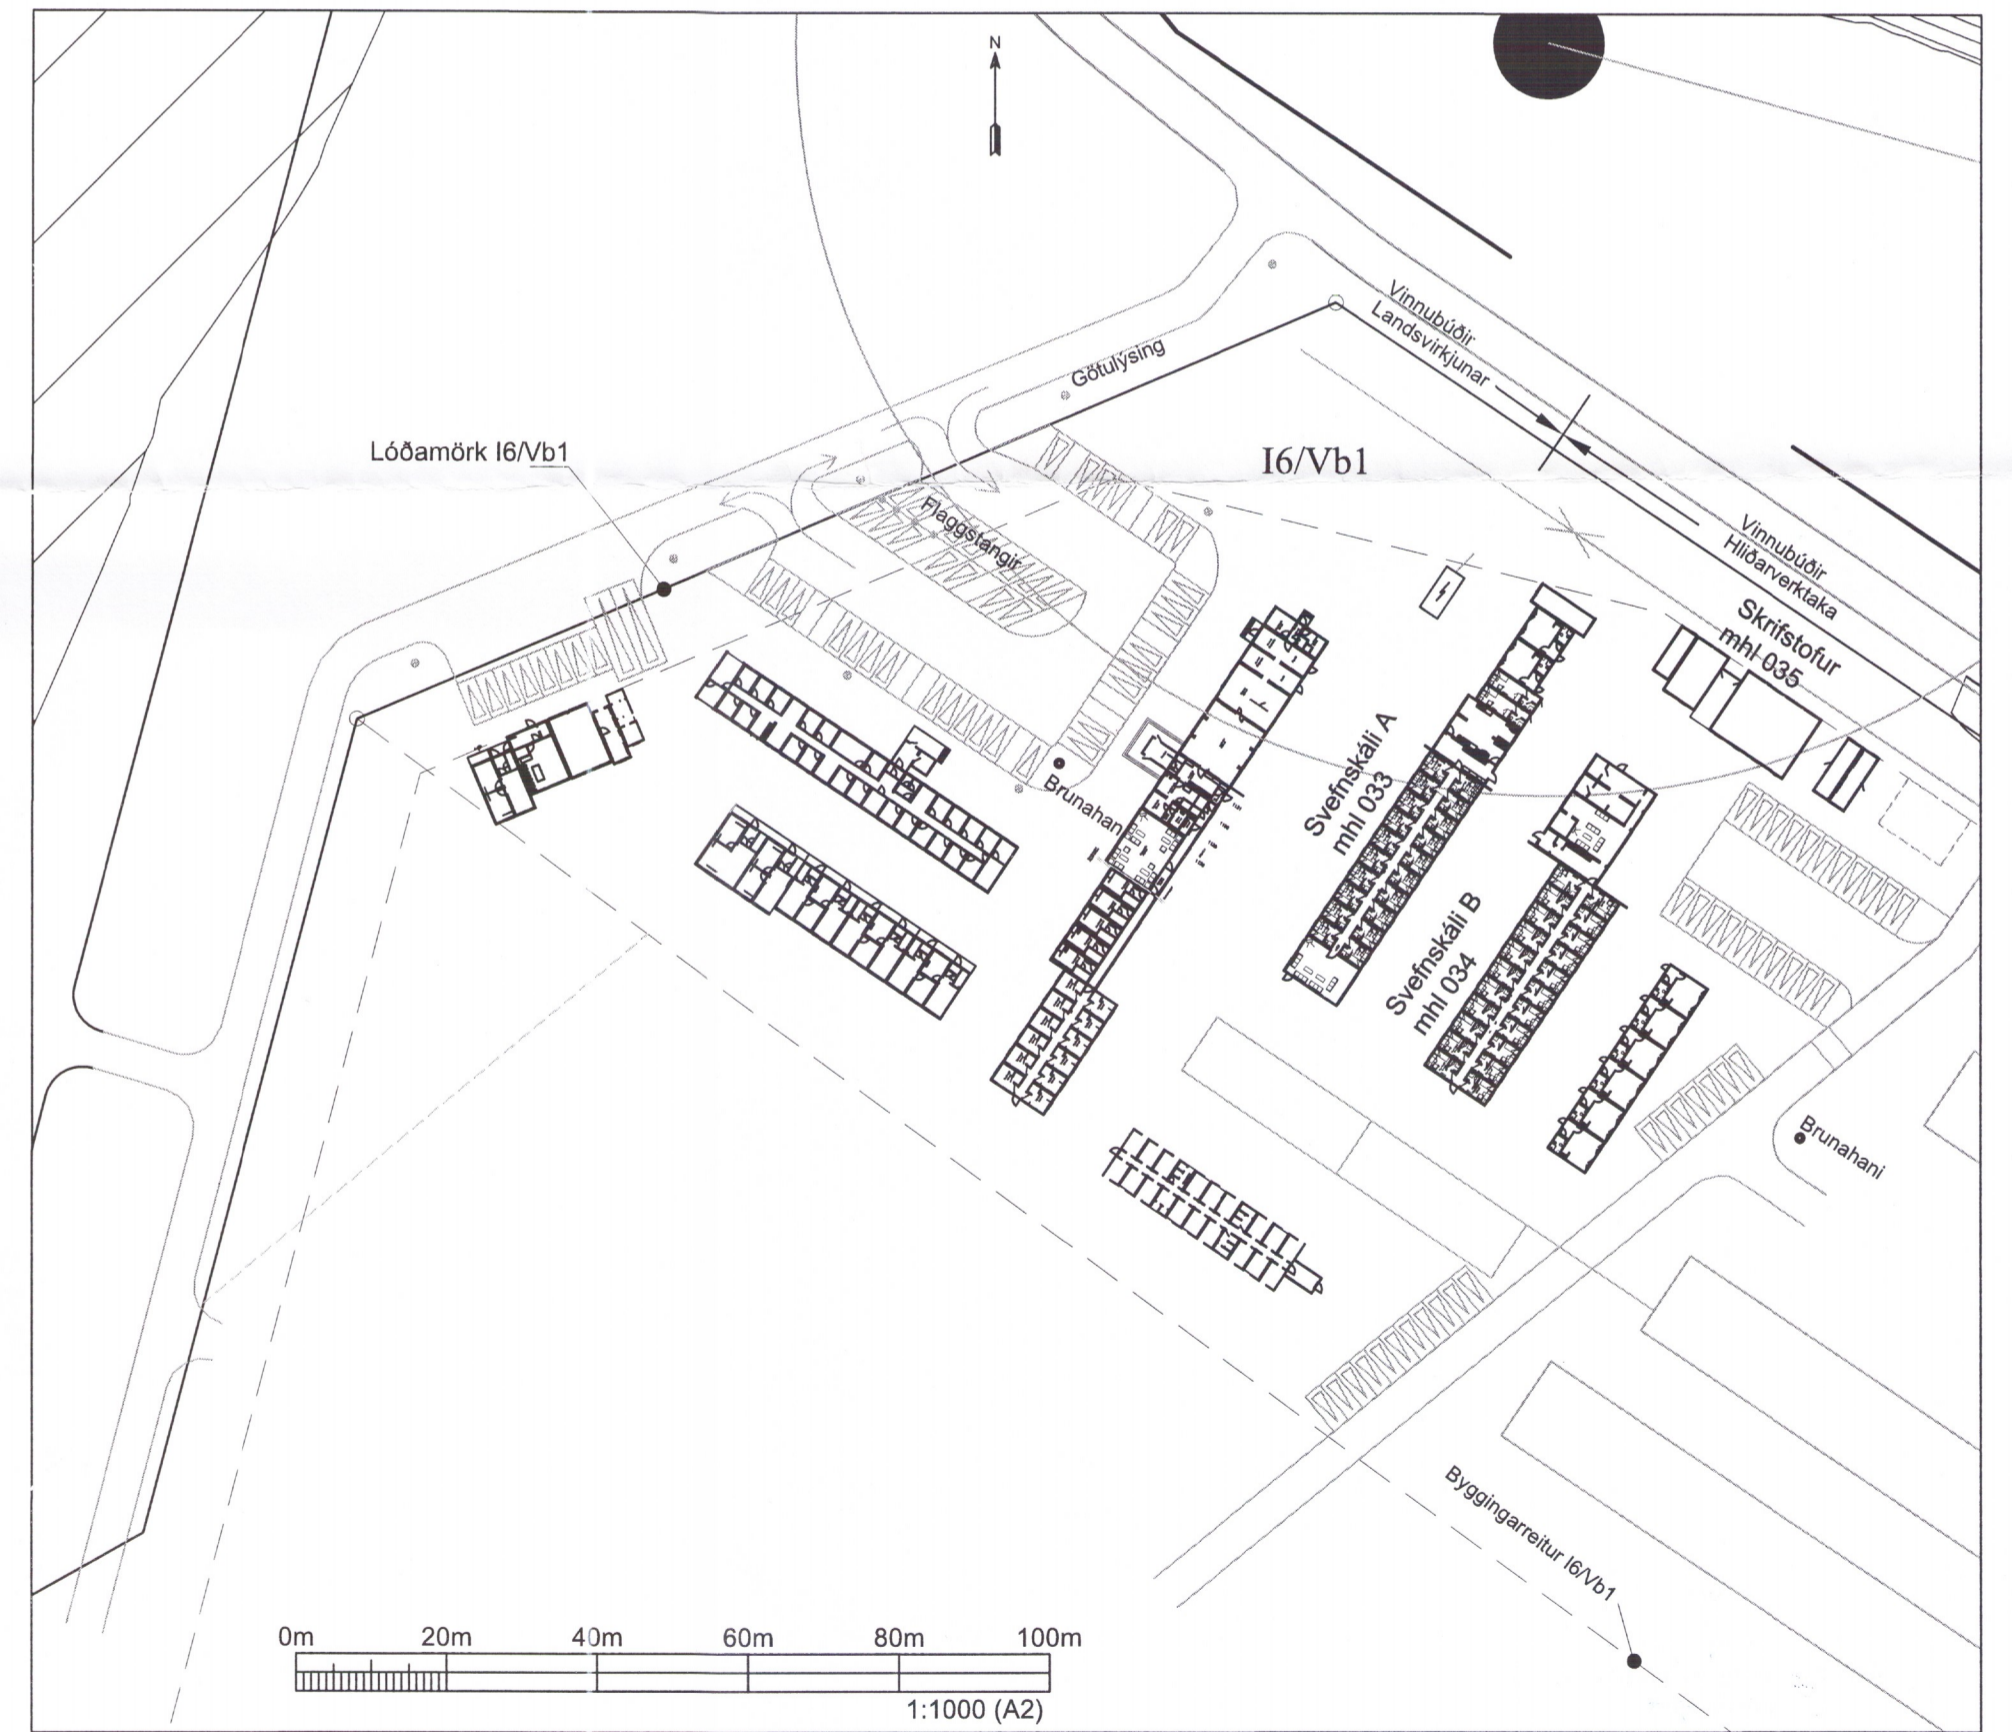 N
Vinnubúðir
Landsvirkjunar
Götulýsing
Lóðamörk I6/Vb1
I6/Vb1
Flaggstangir
Vinnubúðir
Hliðarverktaka
Skrifstofur
mhl 035
Brunahani
Svefnskáli A
mhl 033
Svefnskáli B
mhl 034
Brunahani
Byggingarreitur I6/Vb1
0m 20m 40m 60m 80m 100m
1:1000 (A2)